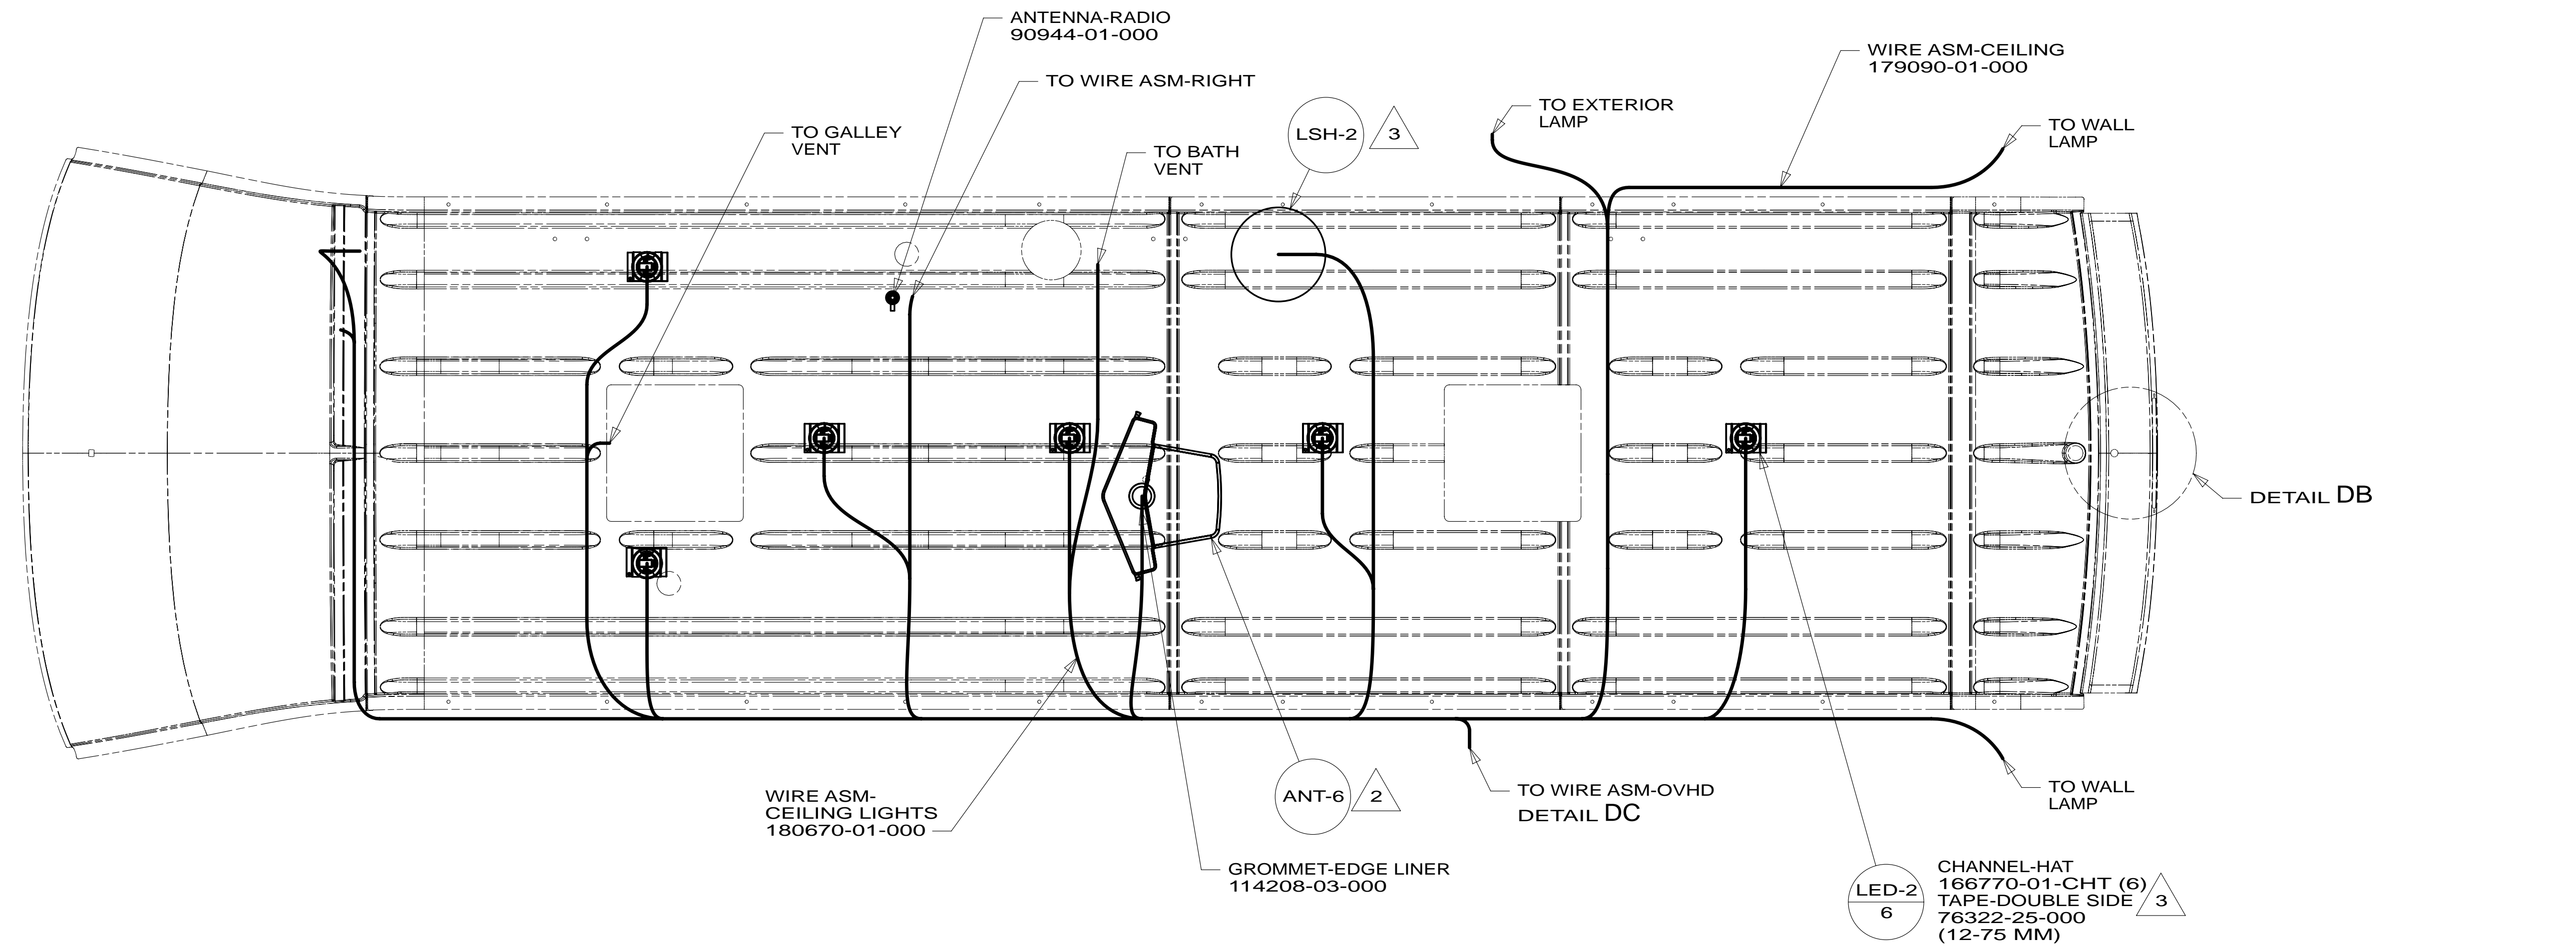 ANTENNA-RADIO
90944-01-000
WIRE ASM-CEILING
179090-01-000
TO WIRE ASM-RIGHT
TO EXTERIOR
LAMP
LSH-2
3
TO WALL
LAMP
TO GALLEY
VENT
TO BATH
VENT
DETAIL DB
WIRE ASM-
CEILING LIGHTS
180670-01-000
ANT-6
2
TO WIRE ASM-OVHD
DETAIL DC
TO WALL
LAMP
GROMMET-EDGE LINER
114208-03-000
LED-2
6
CHANNEL-HAT
166770-01-CHT (6)
TAPE-DOUBLE SIDE
76322-25-000
(12-75 MM)
3